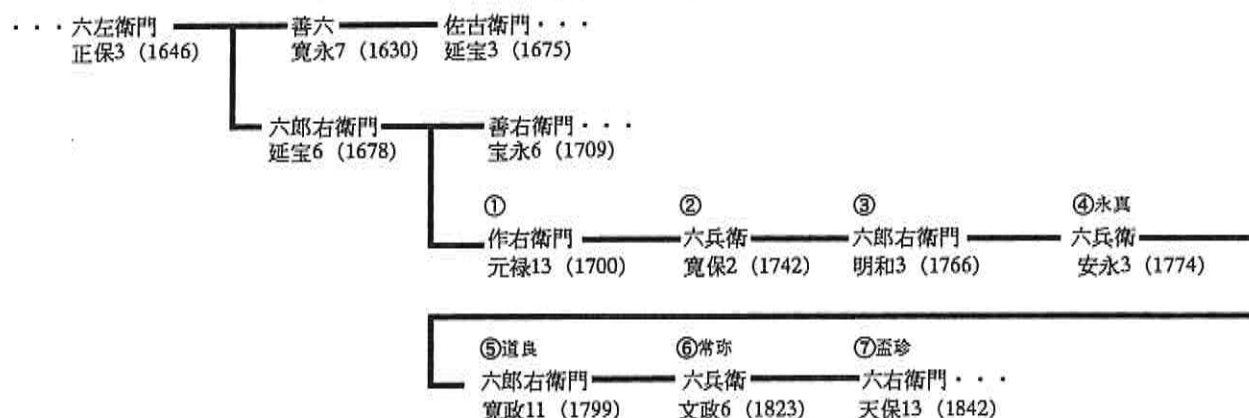 ・・・六左衛門 善六 佐古衛門・・・
正保3 (1646) 寛永7 (1630) 延宝3 (1675)
六郎右衛門 善右衛門・・・
延宝6 (1678) 宝永6 (1709)
① ② ③ ④永真
作右衛門 六兵衛 六郎右衛門 六兵衛
元禄13 (1700) 寛保2 (1742) 明和3 (1766) 安永3 (1774)
⑤道良 ⑥常弥 ⑦盃珍
六郎右衛門 六兵衛 六右衛門・・・
寛政11 (1799) 文政6 (1823) 天保13 (1842)